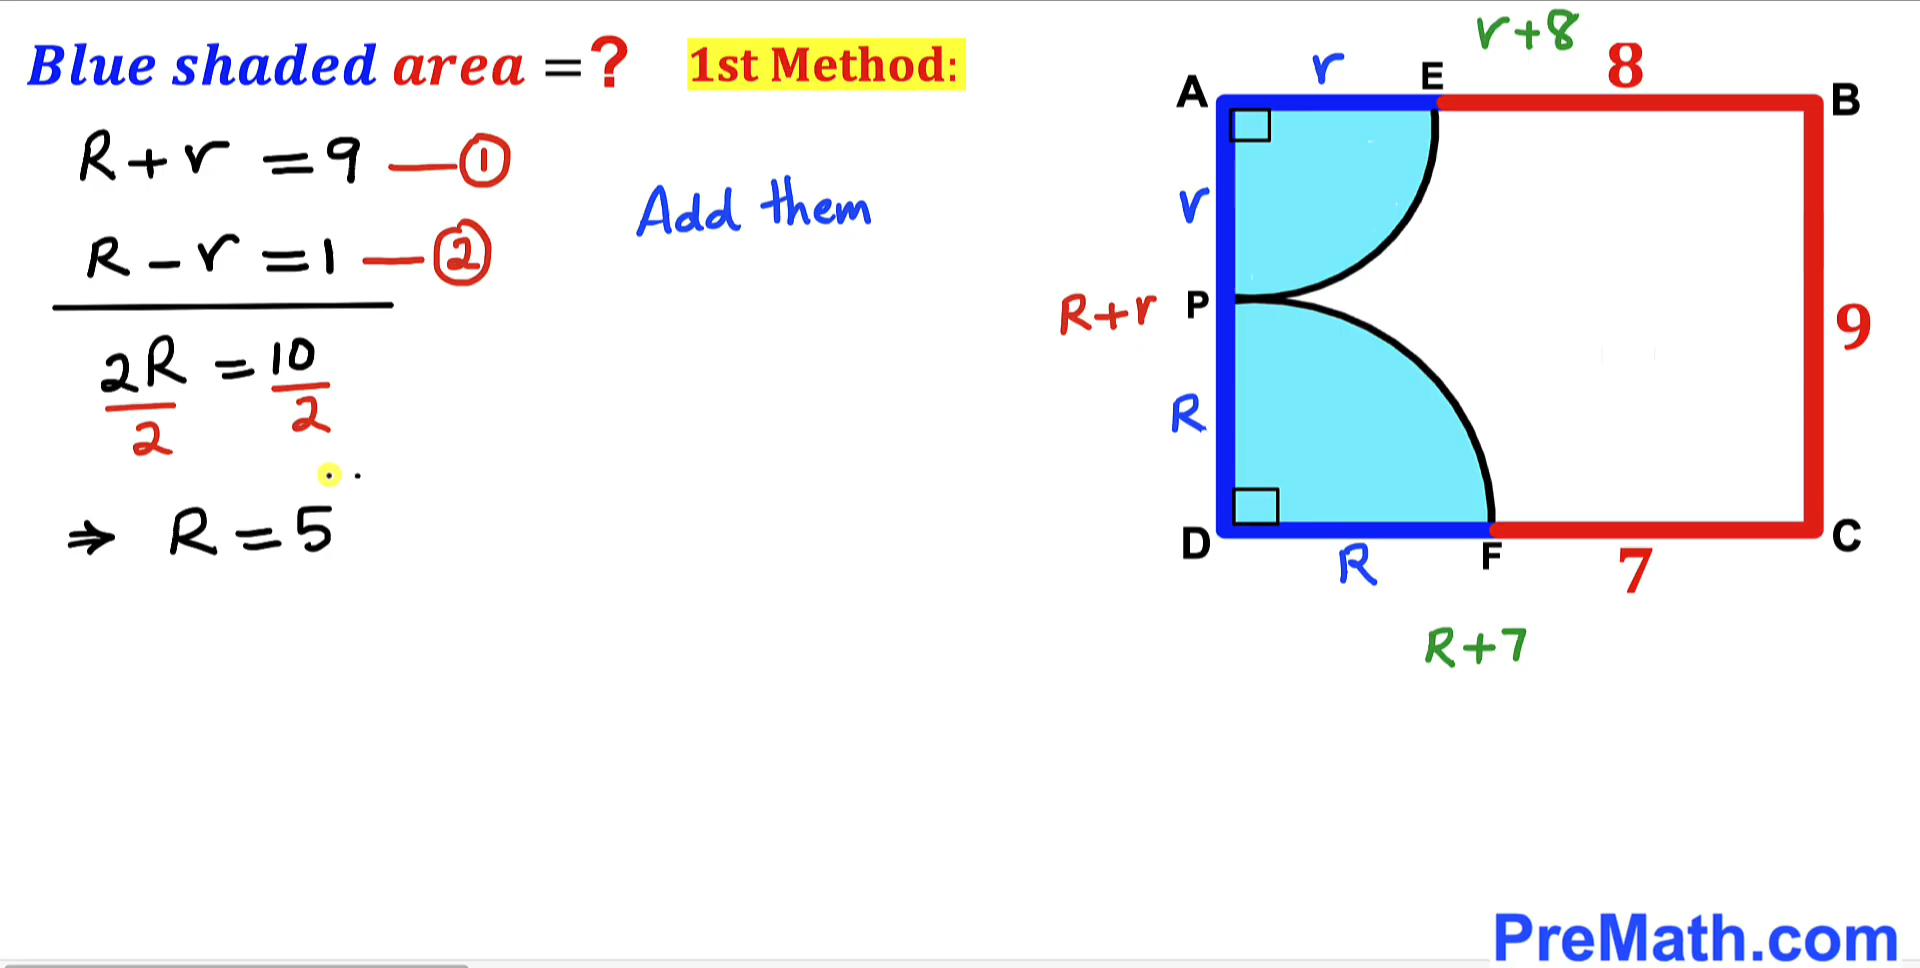 Blue shaded area = ? 1st Method:
R + r = 9 — ①
R - r = 1 — ②
Add them
2R = 10
2 2
⇒ R = 5
r + 8
r E 8
A B
r
R + r P 9
R
D F C
R 7
R + 7
PreMath.com